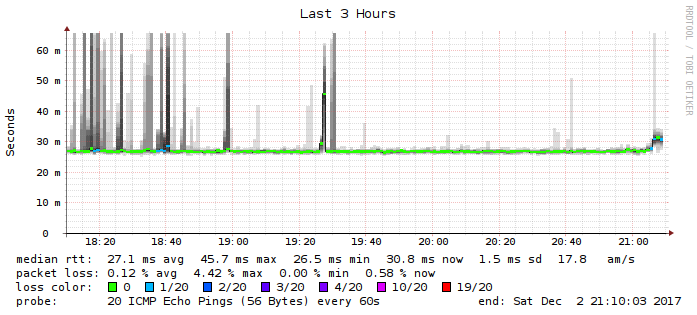 Last 3 Hours
RRDTOOL / TOBI OETIKER
Seconds
60 m
50 m
40 m
30 m
20 m
10 m
0
18:20 18:40 19:00 19:20 19:40 20:00 20:20 20:40 21:00
median rtt: 27.1 ms avg 45.7 ms max 26.5 ms min 30.8 ms now 1.5 ms sd 17.8 am/s
packet loss: 0.12 % avg 4.42 % max 0.00 % min 0.58 % now
loss color: 0 1/20 2/20 3/20 4/20 10/20 19/20
probe: 20 ICMP Echo Pings (56 Bytes) every 60s end: Sat Dec 2 21:10:03 2017